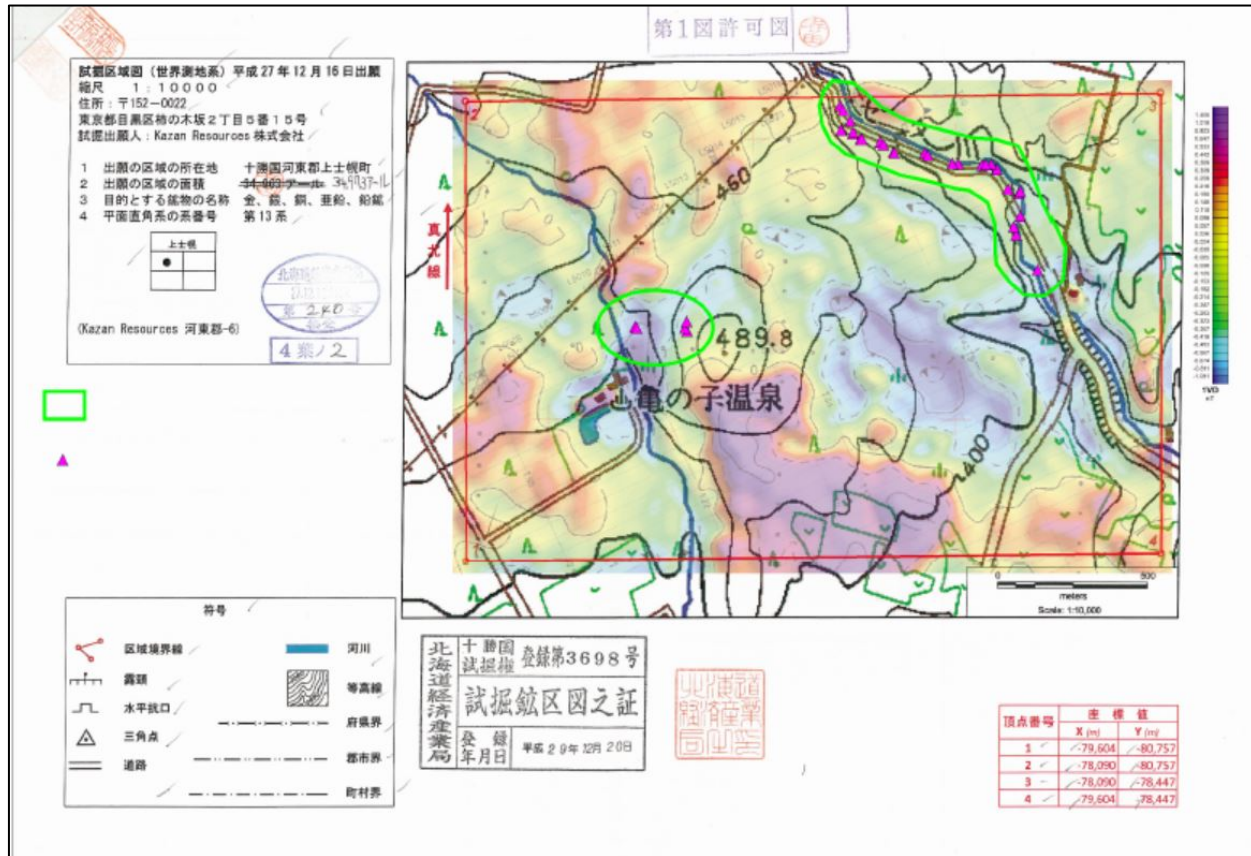 第1図許可図
試掘区域図（世界測地系）平成27年12月16日出願
縮尺 1:10000
住所：〒152-0022
東京都目黒区柿の木坂2丁目5番15号
試掘出願人：Kazan Resources 株式会社
1 出願の区域の所在地 十勝国河東郡上士幌町
2 出願の区域の面積
3 目的とする鉱物の名称 金、銀、銅、亜鉛、鉛鉱
4 平面直角系の系番号 第13系
上士幌
第240号
(Kazan Resources 河東郡-6)
4葉ノ2
真北線
460
489.8
亀の子温泉
400
2
3
4
TVD
nT
0 500
meters
Scale: 1:10,000
符号
区域境界線
露頭
水平坑口
三角点
道路
河川
等高線
府県界
郡市界
町村界
北海道経済産業局
十勝国試掘権 登録第3698号
試掘鉱区図之証
登録年月日 平成29年12月20日
頂点番号 座標値
X (m) Y (m)
1 -79,604 -80,757
2 -78,090 -80,757
3 -78,090 -78,447
4 -79,604 -78,447